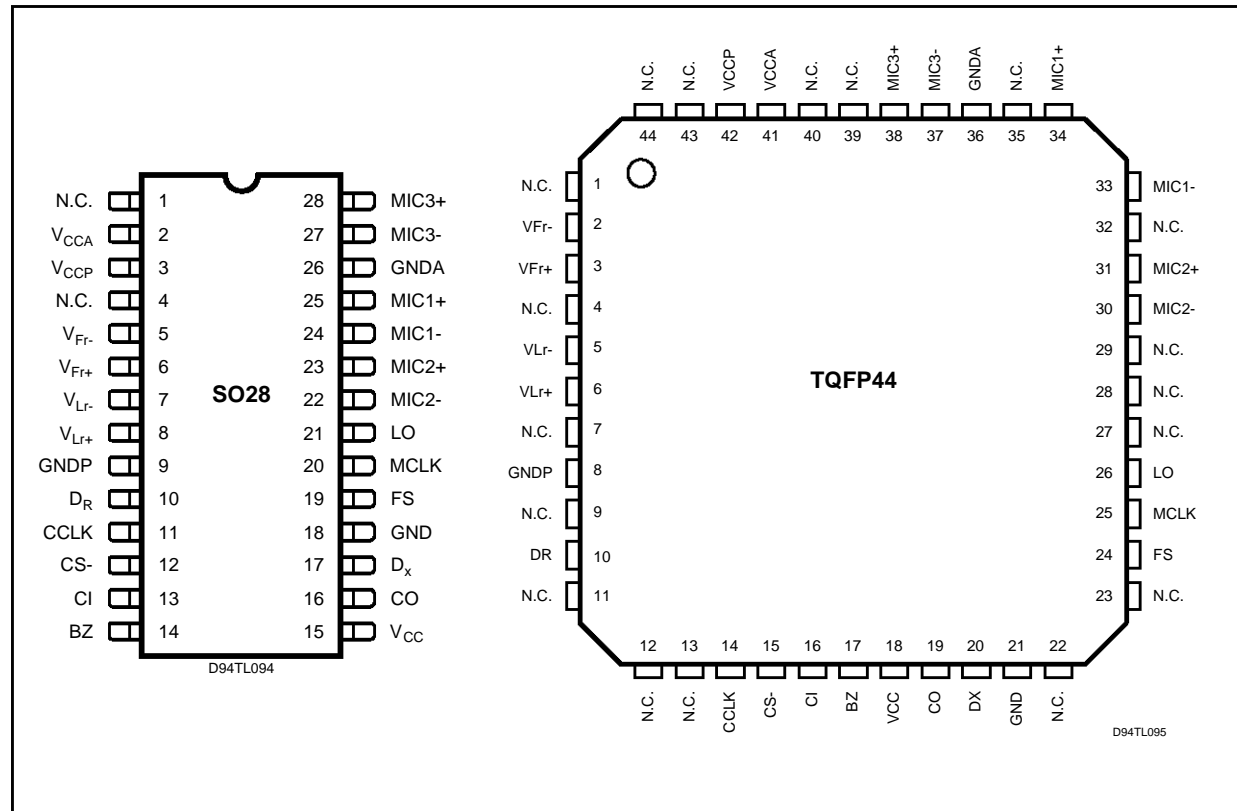 N.C. 1 28 MIC3+
VCCA 2 27 MIC3-
VCCP 3 26 GNDA
N.C. 4 25 MIC1+
VFr- 5 24 MIC1-
VFr+ 6 23 MIC2+
SO28
VLr- 7 22 MIC2-
VLr+ 8 21 LO
GNDP 9 20 MCLK
DR 10 19 FS
CCLK 11 18 GND
CS- 12 17 Dx
CI 13 16 CO
BZ 14 15 VCC
D94TL094
N.C. N.C. VCCP VCCA N.C. N.C. MIC3+ MIC3- GNDA N.C. MIC1+
44 43 42 41 40 39 38 37 36 35 34
N.C. 1 33 MIC1-
VFr- 2 32 N.C.
VFr+ 3 31 MIC2+
N.C. 4 30 MIC2-
VLr- 5 29 N.C.
TQFP44
VLr+ 6 28 N.C.
N.C. 7 27 N.C.
GNDP 8 26 LO
N.C. 9 25 MCLK
DR 10 24 FS
N.C. 11 23 N.C.
12 13 14 15 16 17 18 19 20 21 22
N.C. N.C. CCLK CS- CI BZ VCC CO DX GND N.C.
D94TL095